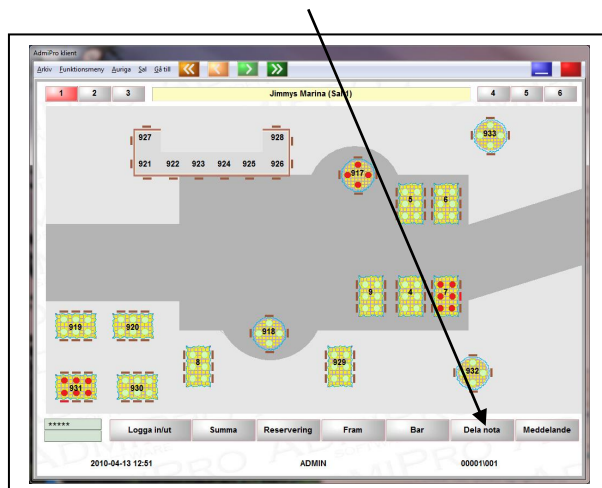 AdmiPro klient
Arkiv Funktionsmeny Auriga Sal Gå till
1 2 3 Jimmys Marina (Sal 1) 4 5 6
927 928
933
921 922 923 924 925 926
917
5 6
9 4 7
919 920
918
8 929
932
931 930
*****
Logga in/ut Summa Reservering Fram Bar Dela nota Meddelande
2010-04-13 12:51 ADMIN 00001\001